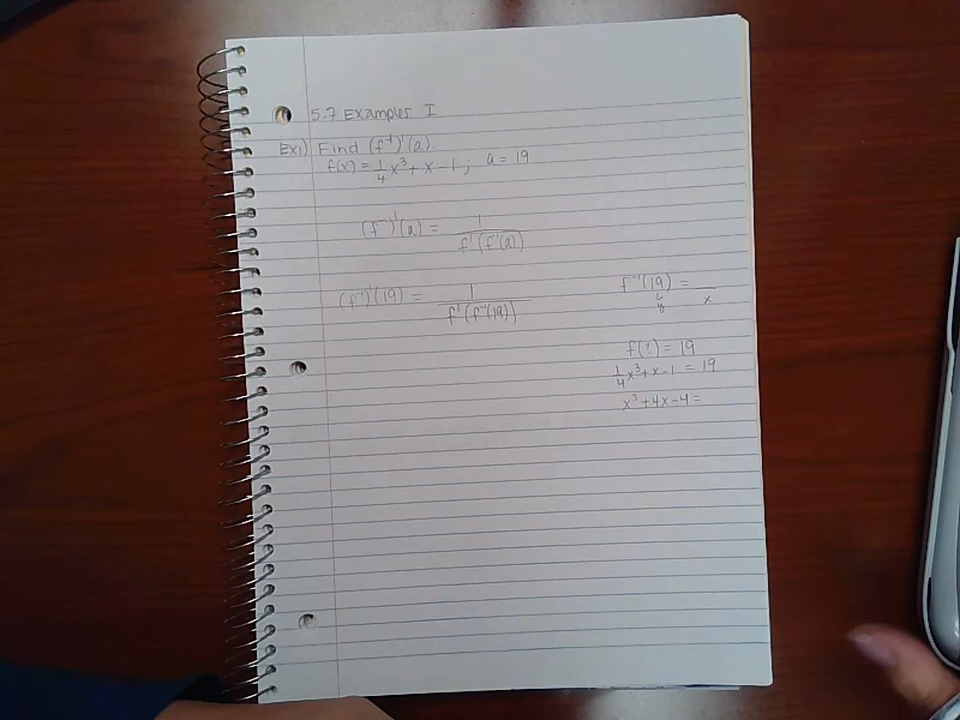 5.7 Examples I
EX1) Find (f⁻¹)'(a)
f(x) = 1/4 x³ + x - 1 ; a = 19
(f⁻¹)'(a) = 1 / f'(f⁻¹(a))
(f⁻¹)'(19) = 1 / f'(f⁻¹(19))
f⁻¹(19) = __
y x
f(?) = 19
1/4 x³ + x - 1 = 19
x³ + 4x - 4 =